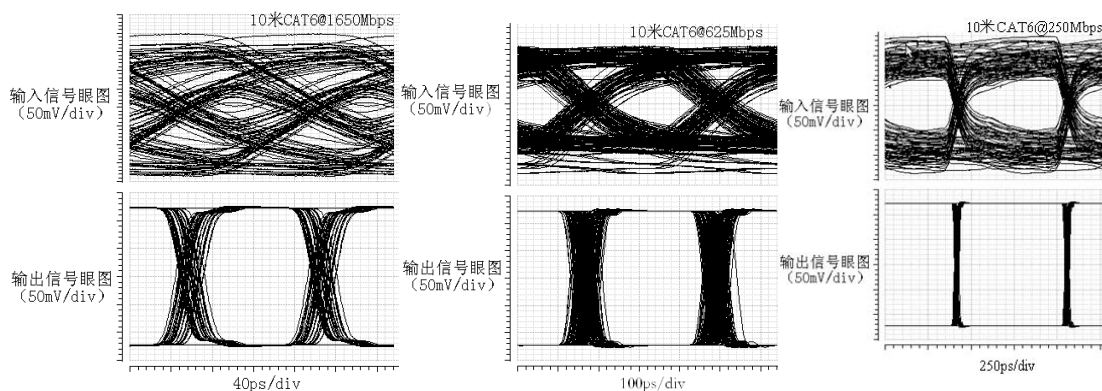 10米CAT6@1650Mbps
输入信号眼图
(50mV/div)
输出信号眼图
(50mV/div)
40ps/div
10米CAT6@625Mbps
输入信号眼图
(50mV/div)
输出信号眼图
(50mV/div)
100ps/div
10米CAT6@250Mbps
输入信号眼图
(50mV/div)
输出信号眼图
(50mV/div)
250ps/div